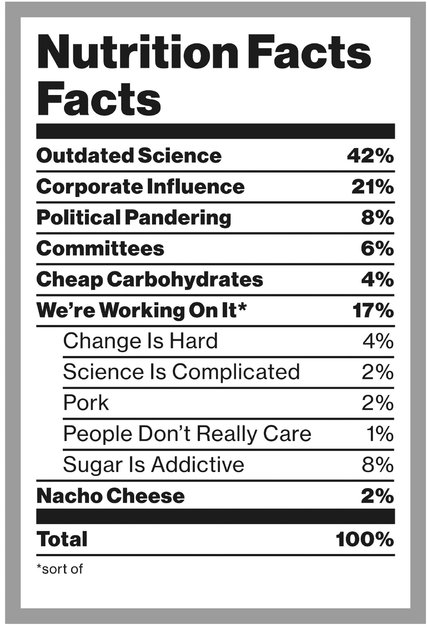 Nutrition Facts
Facts
Outdated Science 42%
Corporate Influence 21%
Political Pandering 8%
Committees 6%
Cheap Carbohydrates 4%
We're Working On It* 17%
Change Is Hard 4%
Science Is Complicated 2%
Pork 2%
People Don't Really Care 1%
Sugar Is Addictive 8%
Nacho Cheese 2%
Total 100%
*sort of